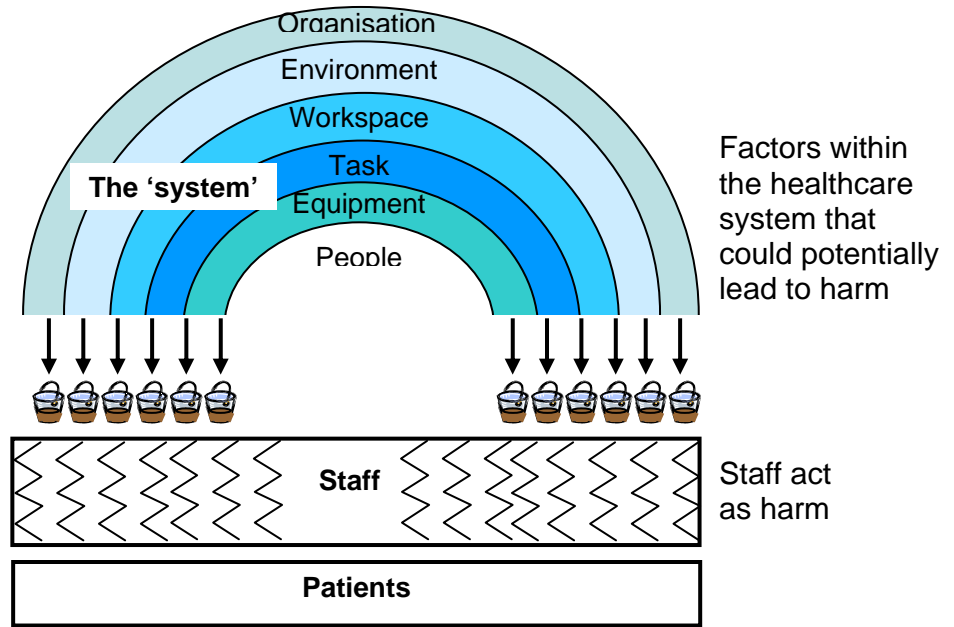 Organisation
Environment
Workspace
Task
The ‘system’
Equipment
People
Factors within
the healthcare
system that
could potentially
lead to harm
Staff
Staff act
as harm
Patients